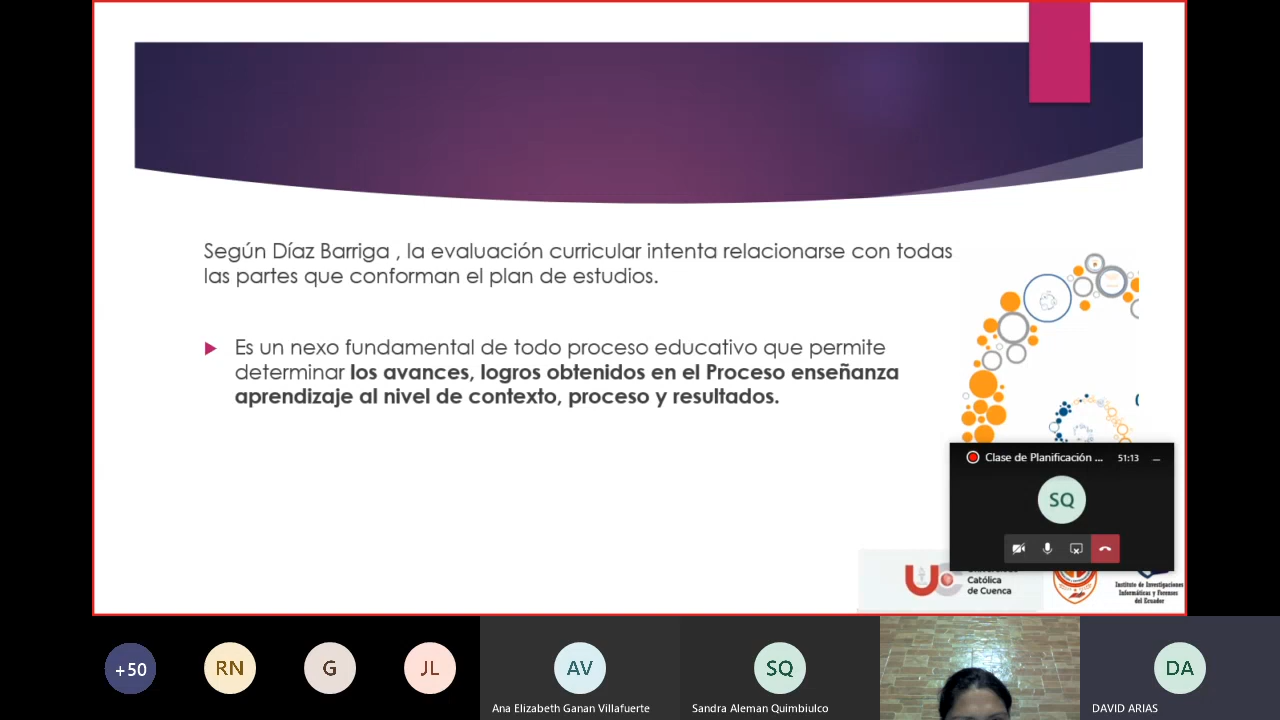 Según Díaz Barriga , la evaluación curricular intenta relacionarse con todas
las partes que conforman el plan de estudios.
Es un nexo fundamental de todo proceso educativo que permite
determinar los avances, logros obtenidos en el Proceso enseñanza
aprendizaje al nivel de contexto, proceso y resultados.
Clase de Planificación ... 51:13
SQ
UC
Católica
de Cuenca
Instituto de Investigaciones
Informáticas y Forenses
del Ecuador
+50 RN G JL AV SQ DA
Ana Elizabeth Ganan Villafuerte Sandra Aleman Quimbiulco DAVID ARIAS